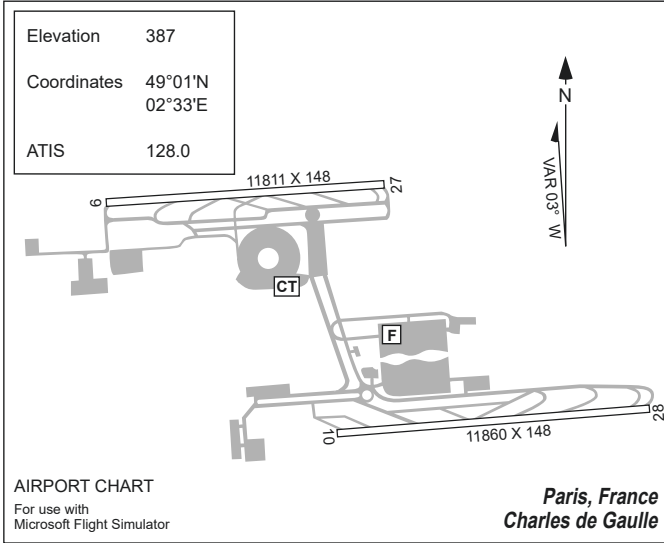 Elevation 387
Coordinates 49°01'N
02°33'E
ATIS 128.0
N
VAR 03° W
11811 X 148
9
27
CT
F
10
28
11860 X 148
AIRPORT CHART
For use with
Microsoft Flight Simulator
Paris, France
Charles de Gaulle